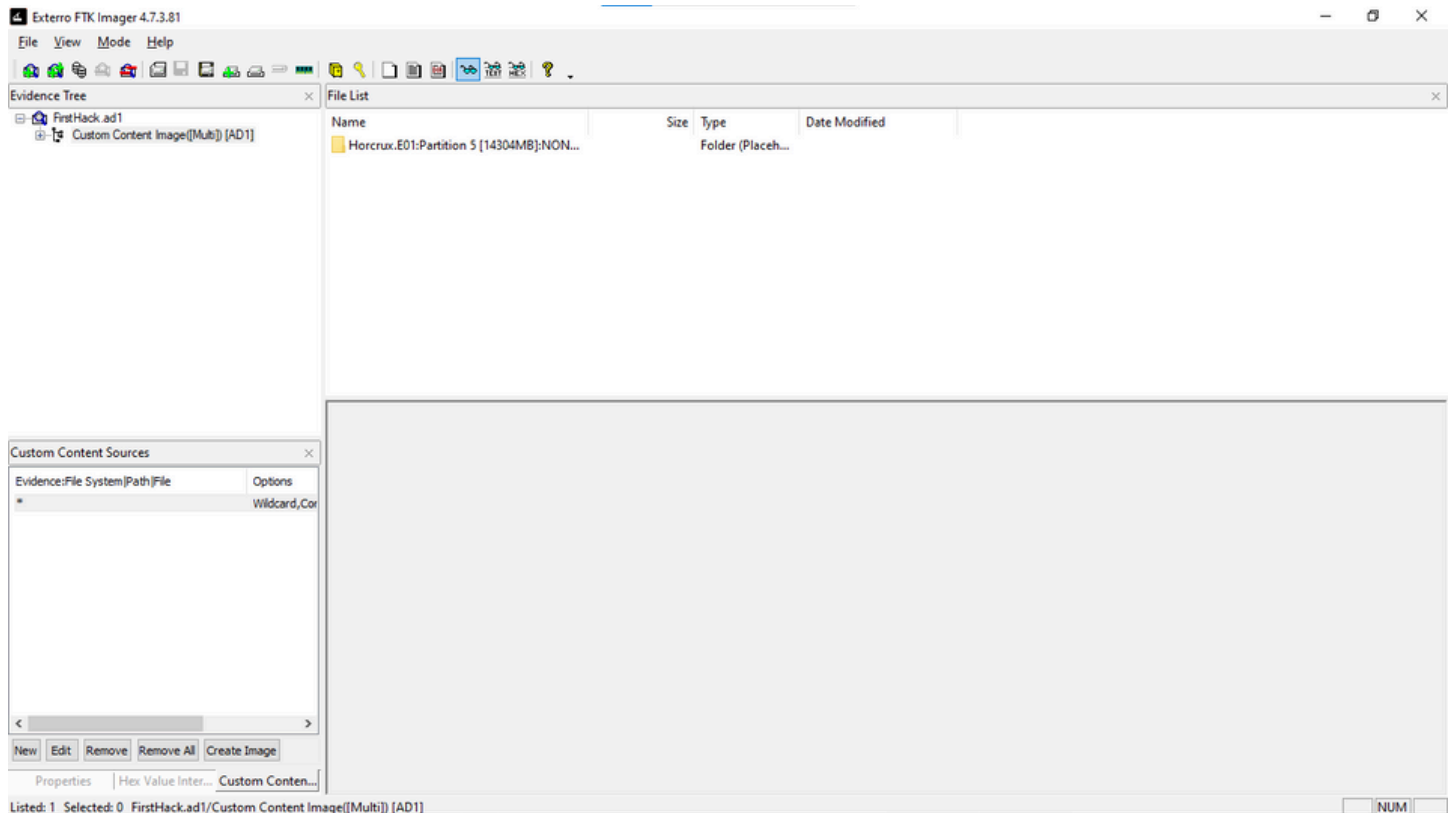 Exterro FTK Imager 4.7.3.81
File View Mode Help
TEXT HEX
Evidence Tree
File List
FirstHack.ad1
Custom Content Image([Multi]) [AD1]
Name Size Type Date Modified
Horcrux.E01:Partition 5 [14304MB]:NON... Folder (Placeh...
Custom Content Sources
Evidence:File System|Path|File Options
* Wildcard,Con
New Edit Remove Remove All Create Image
Properties Hex Value Inter... Custom Conten...
Listed: 1 Selected: 0 FirstHack.ad1/Custom Content Image([Multi]) [AD1]
NUM